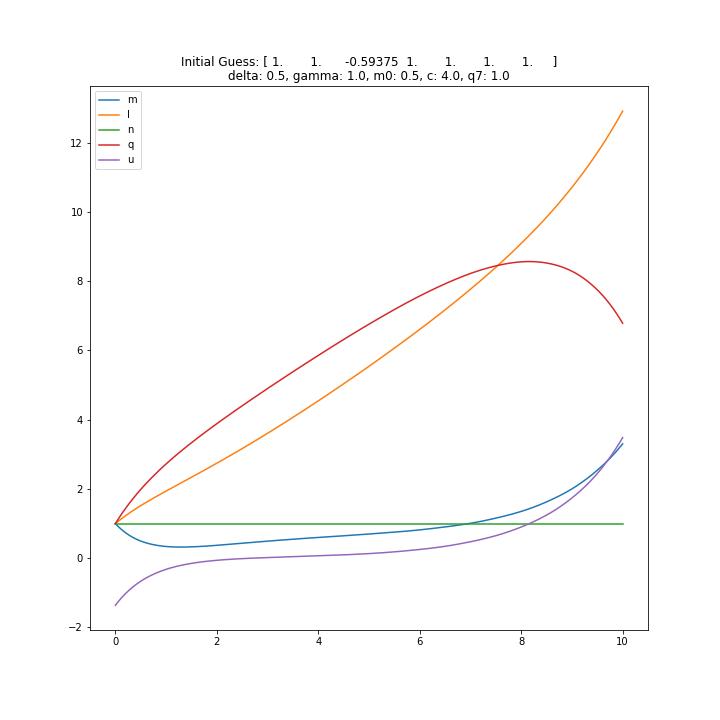 Initial Guess: [ 1. 1. -0.59375 1. 1. 1. 1. ]
delta: 0.5, gamma: 1.0, m0: 0.5, c: 4.0, q7: 1.0
m
l
n
q
u
12
10
8
6
4
2
0
−2
0 2 4 6 8 10